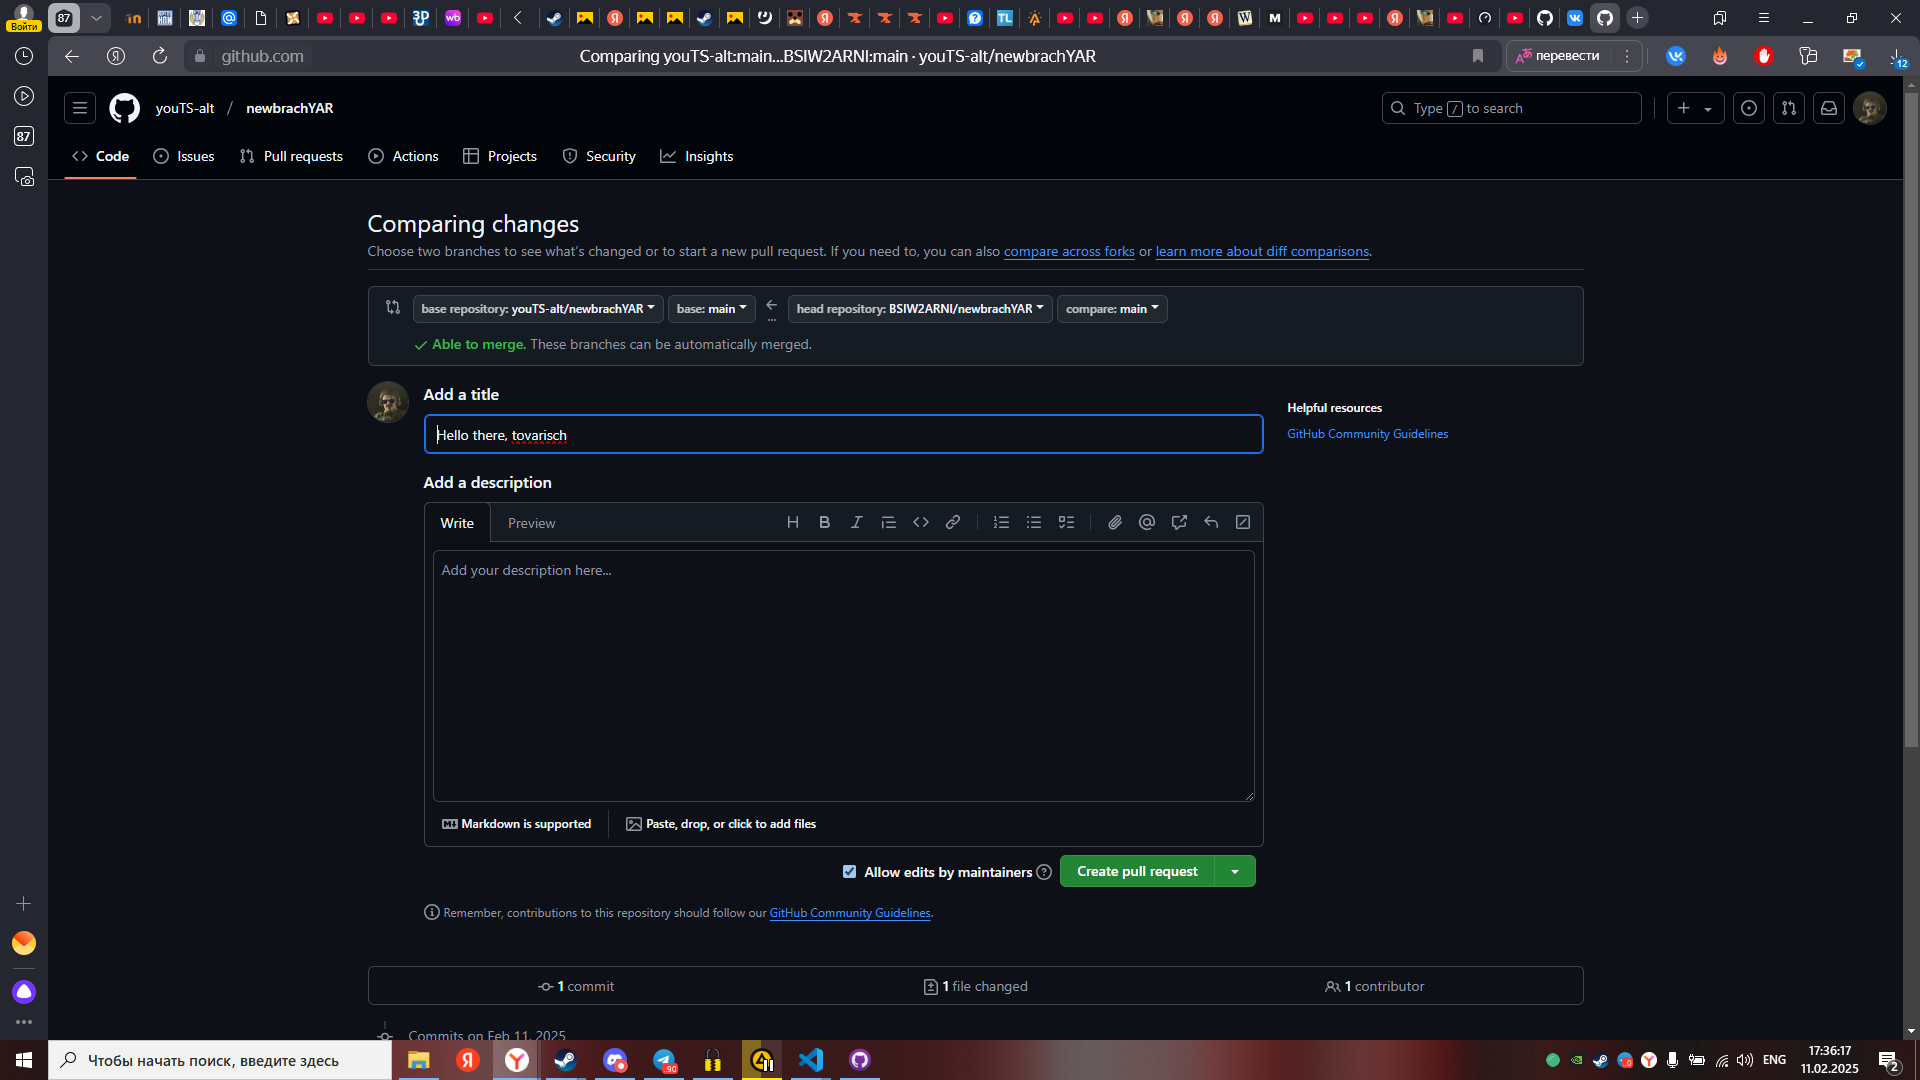 Войти
87
github.com
Comparing youTS-alt:main...BSIW2ARNI:main · youTS-alt/newbrachYAR
перевести
12
87
youTS-alt / newbrachYAR
Type / to search
Code
Issues
Pull requests
Actions
Projects
Security
Insights
Comparing changes
Choose two branches to see what's changed or to start a new pull request. If you need to, you can also compare across forks or learn more about diff comparisons.
base repository: youTS-alt/newbrachYAR
base: main
head repository: BSIW2ARNI/newbrachYAR
compare: main
Able to merge. These branches can be automatically merged.
Add a title
Hello there, tovarisch
Helpful resources
GitHub Community Guidelines
Add a description
Write
Preview
Add your description here...
Markdown is supported
Paste, drop, or click to add files
Allow edits by maintainers
Create pull request
Remember, contributions to this repository should follow our GitHub Community Guidelines.
1 commit
1 file changed
1 contributor
Commits on Feb 11, 2025
Чтобы начать поиск, введите здесь
ENG
17:36:17
11.02.2025
2